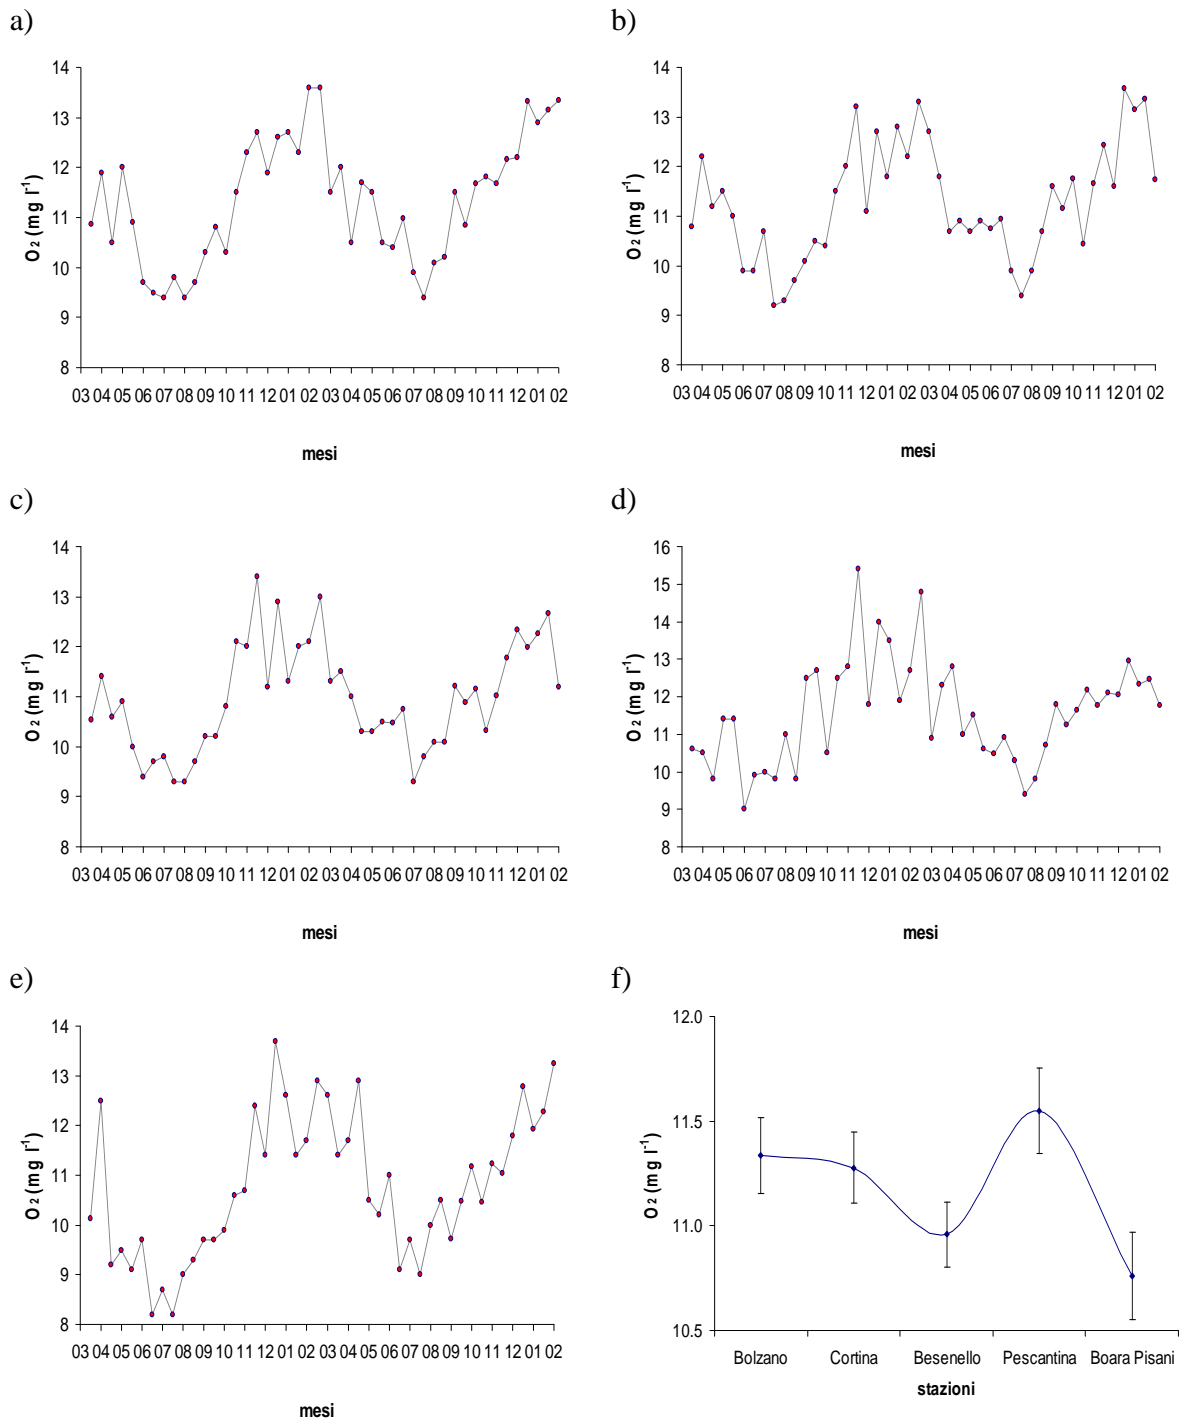 a)
14
13
12
11
10
9
8
O₂ (mg l⁻¹)
03 04 05 06 07 08 09 10 11 12 01 02 03 04 05 06 07 08 09 10 11 12 01 02
mesi
b)
14
13
12
11
10
9
8
O₂ (mg l⁻¹)
03 04 05 06 07 08 09 10 11 12 01 02 03 04 05 06 07 08 09 10 11 12 01 02
mesi
c)
14
13
12
11
10
9
8
O₂ (mg l⁻¹)
03 04 05 06 07 08 09 10 11 12 01 02 03 04 05 06 07 08 09 10 11 12 01 02
mesi
d)
16
15
14
13
12
11
10
9
8
O₂ (mg l⁻¹)
03 04 05 06 07 08 09 10 11 12 01 02 03 04 05 06 07 08 09 10 11 12 01 02
mesi
e)
14
13
12
11
10
9
8
O₂ (mg l⁻¹)
03 04 05 06 07 08 09 10 11 12 01 02 03 04 05 06 07 08 09 10 11 12 01 02
mesi
f)
12.0
11.5
11.0
10.5
O₂ (mg l⁻¹)
Bolzano Cortina Besenello Pescantina Boara Pisani
stazioni